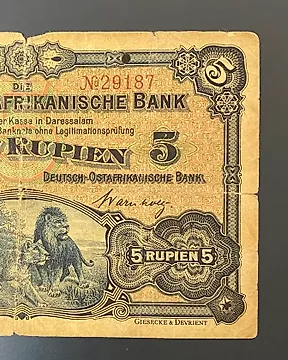 DIE
№29187
5
AFRIKANISCHE BANK
er Kasse in Daressalam
Banknote ohne Legitimationsprüfung
RUPIEN 5
DEUTSCH-OSTAFRIKANISCHE BANK.
5 RUPIEN 5
GIESECKE & DEVRIENT